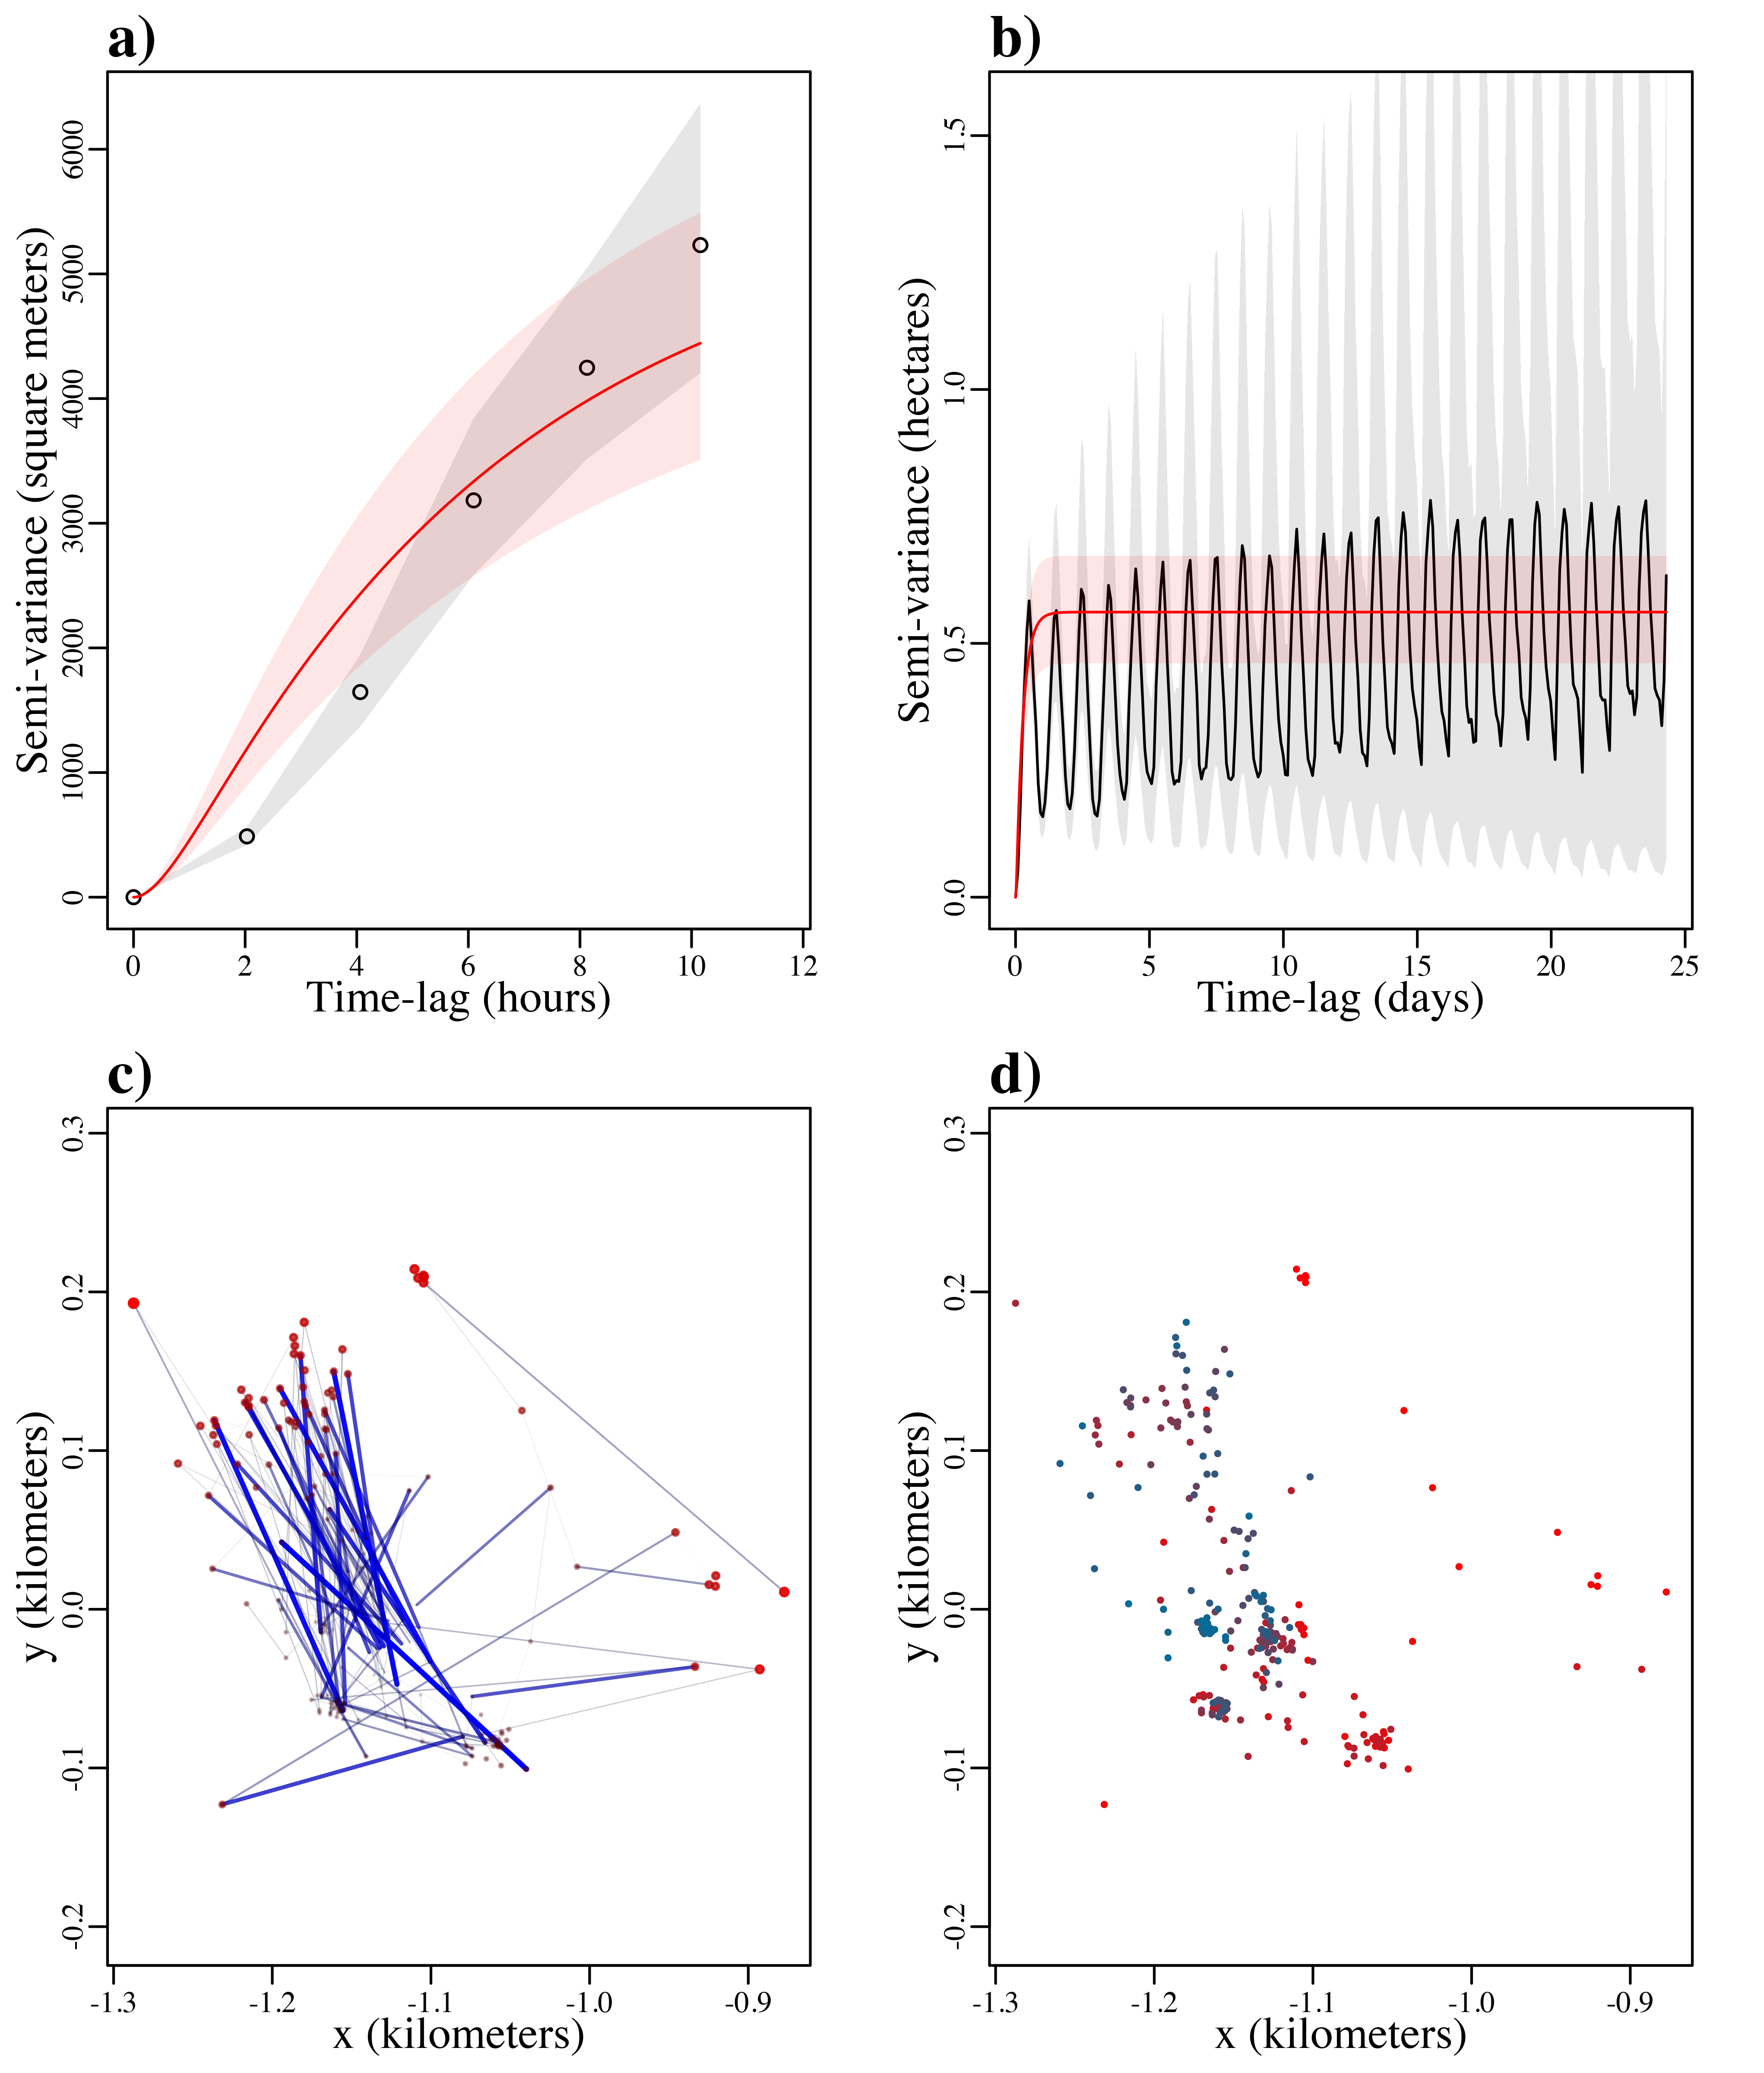 a)
Semi-variance (square meters)
0 1000 2000 3000 4000 5000 6000
0 2 4 6 8 10 12
Time-lag (hours)
b)
Semi-variance (hectares)
0.0 0.5 1.0 1.5
0 5 10 15 20 25
Time-lag (days)
c)
y (kilometers)
-0.2 -0.1 0.0 0.1 0.2 0.3
-1.3 -1.2 -1.1 -1.0 -0.9
x (kilometers)
d)
y (kilometers)
-0.2 -0.1 0.0 0.1 0.2 0.3
-1.3 -1.2 -1.1 -1.0 -0.9
x (kilometers)